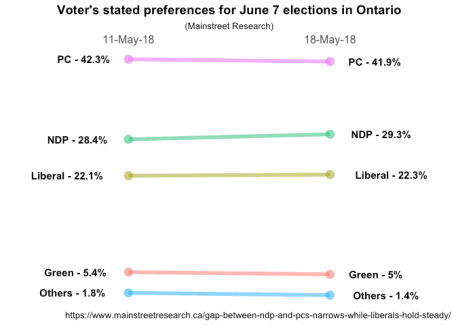 Voter's stated preferences for June 7 elections in Ontario
(Mainstreet Research)
11-May-18 18-May-18
PC - 42.3% PC - 41.9%
NDP - 28.4% NDP - 29.3%
Liberal - 22.1% Liberal - 22.3%
Green - 5.4% Green - 5%
Others - 1.8% Others - 1.4%
https://www.mainstreetresearch.ca/gap-between-ndp-and-pcs-narrows-while-liberals-hold-steady/